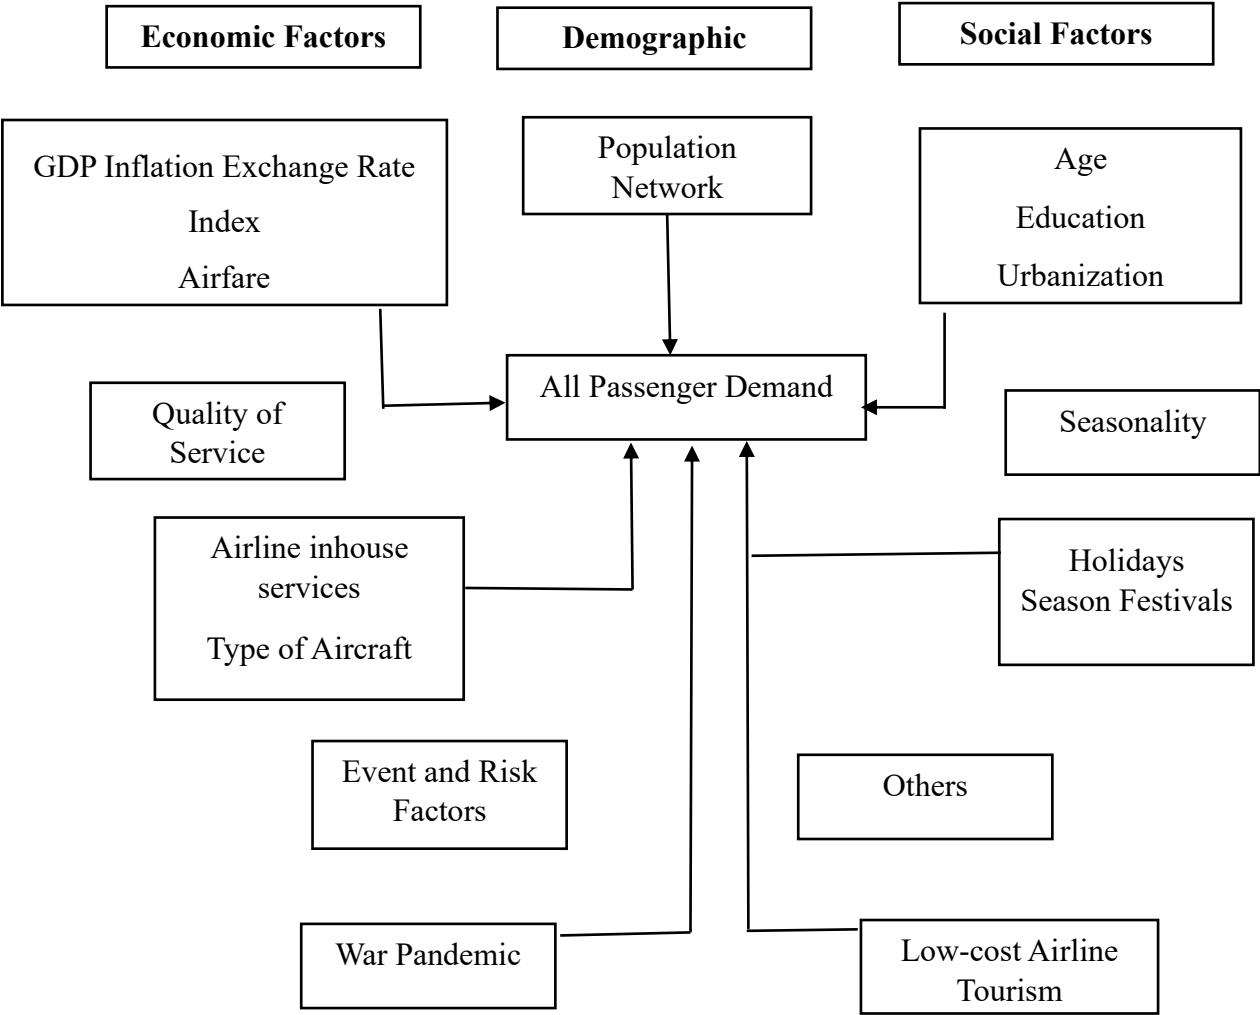 Economic Factors
Demographic
Social Factors
GDP Inflation Exchange Rate
Index
Airfare
Population
Network
Age
Education
Urbanization
All Passenger Demand
Quality of
Service
Seasonality
Airline inhouse
services
Type of Aircraft
Holidays
Season Festivals
Event and Risk
Factors
Others
War Pandemic
Low-cost Airline
Tourism